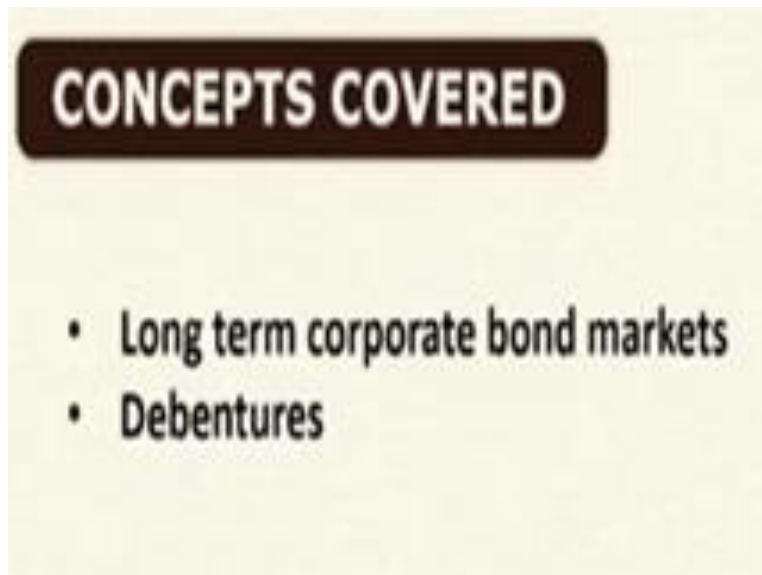 CONCEPTS COVERED
• Long term corporate bond markets
• Debentures